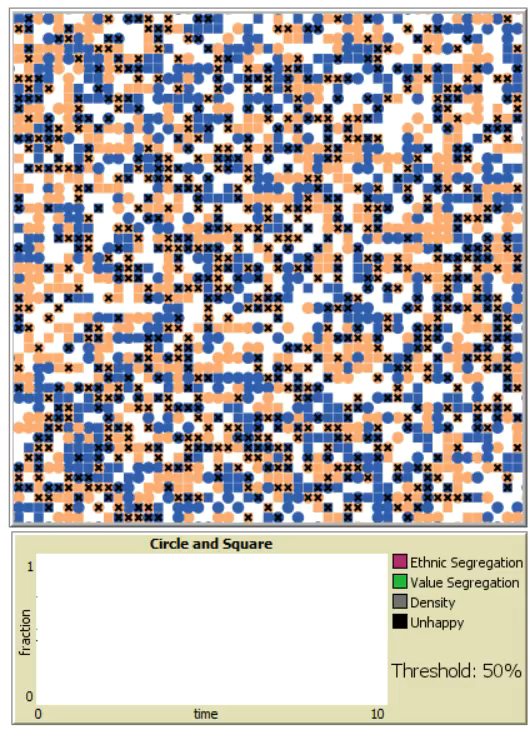 Circle and Square
1
fraction
0
0
time
10
Ethnic Segregation
Value Segregation
Density
Unhappy
Threshold: 50%